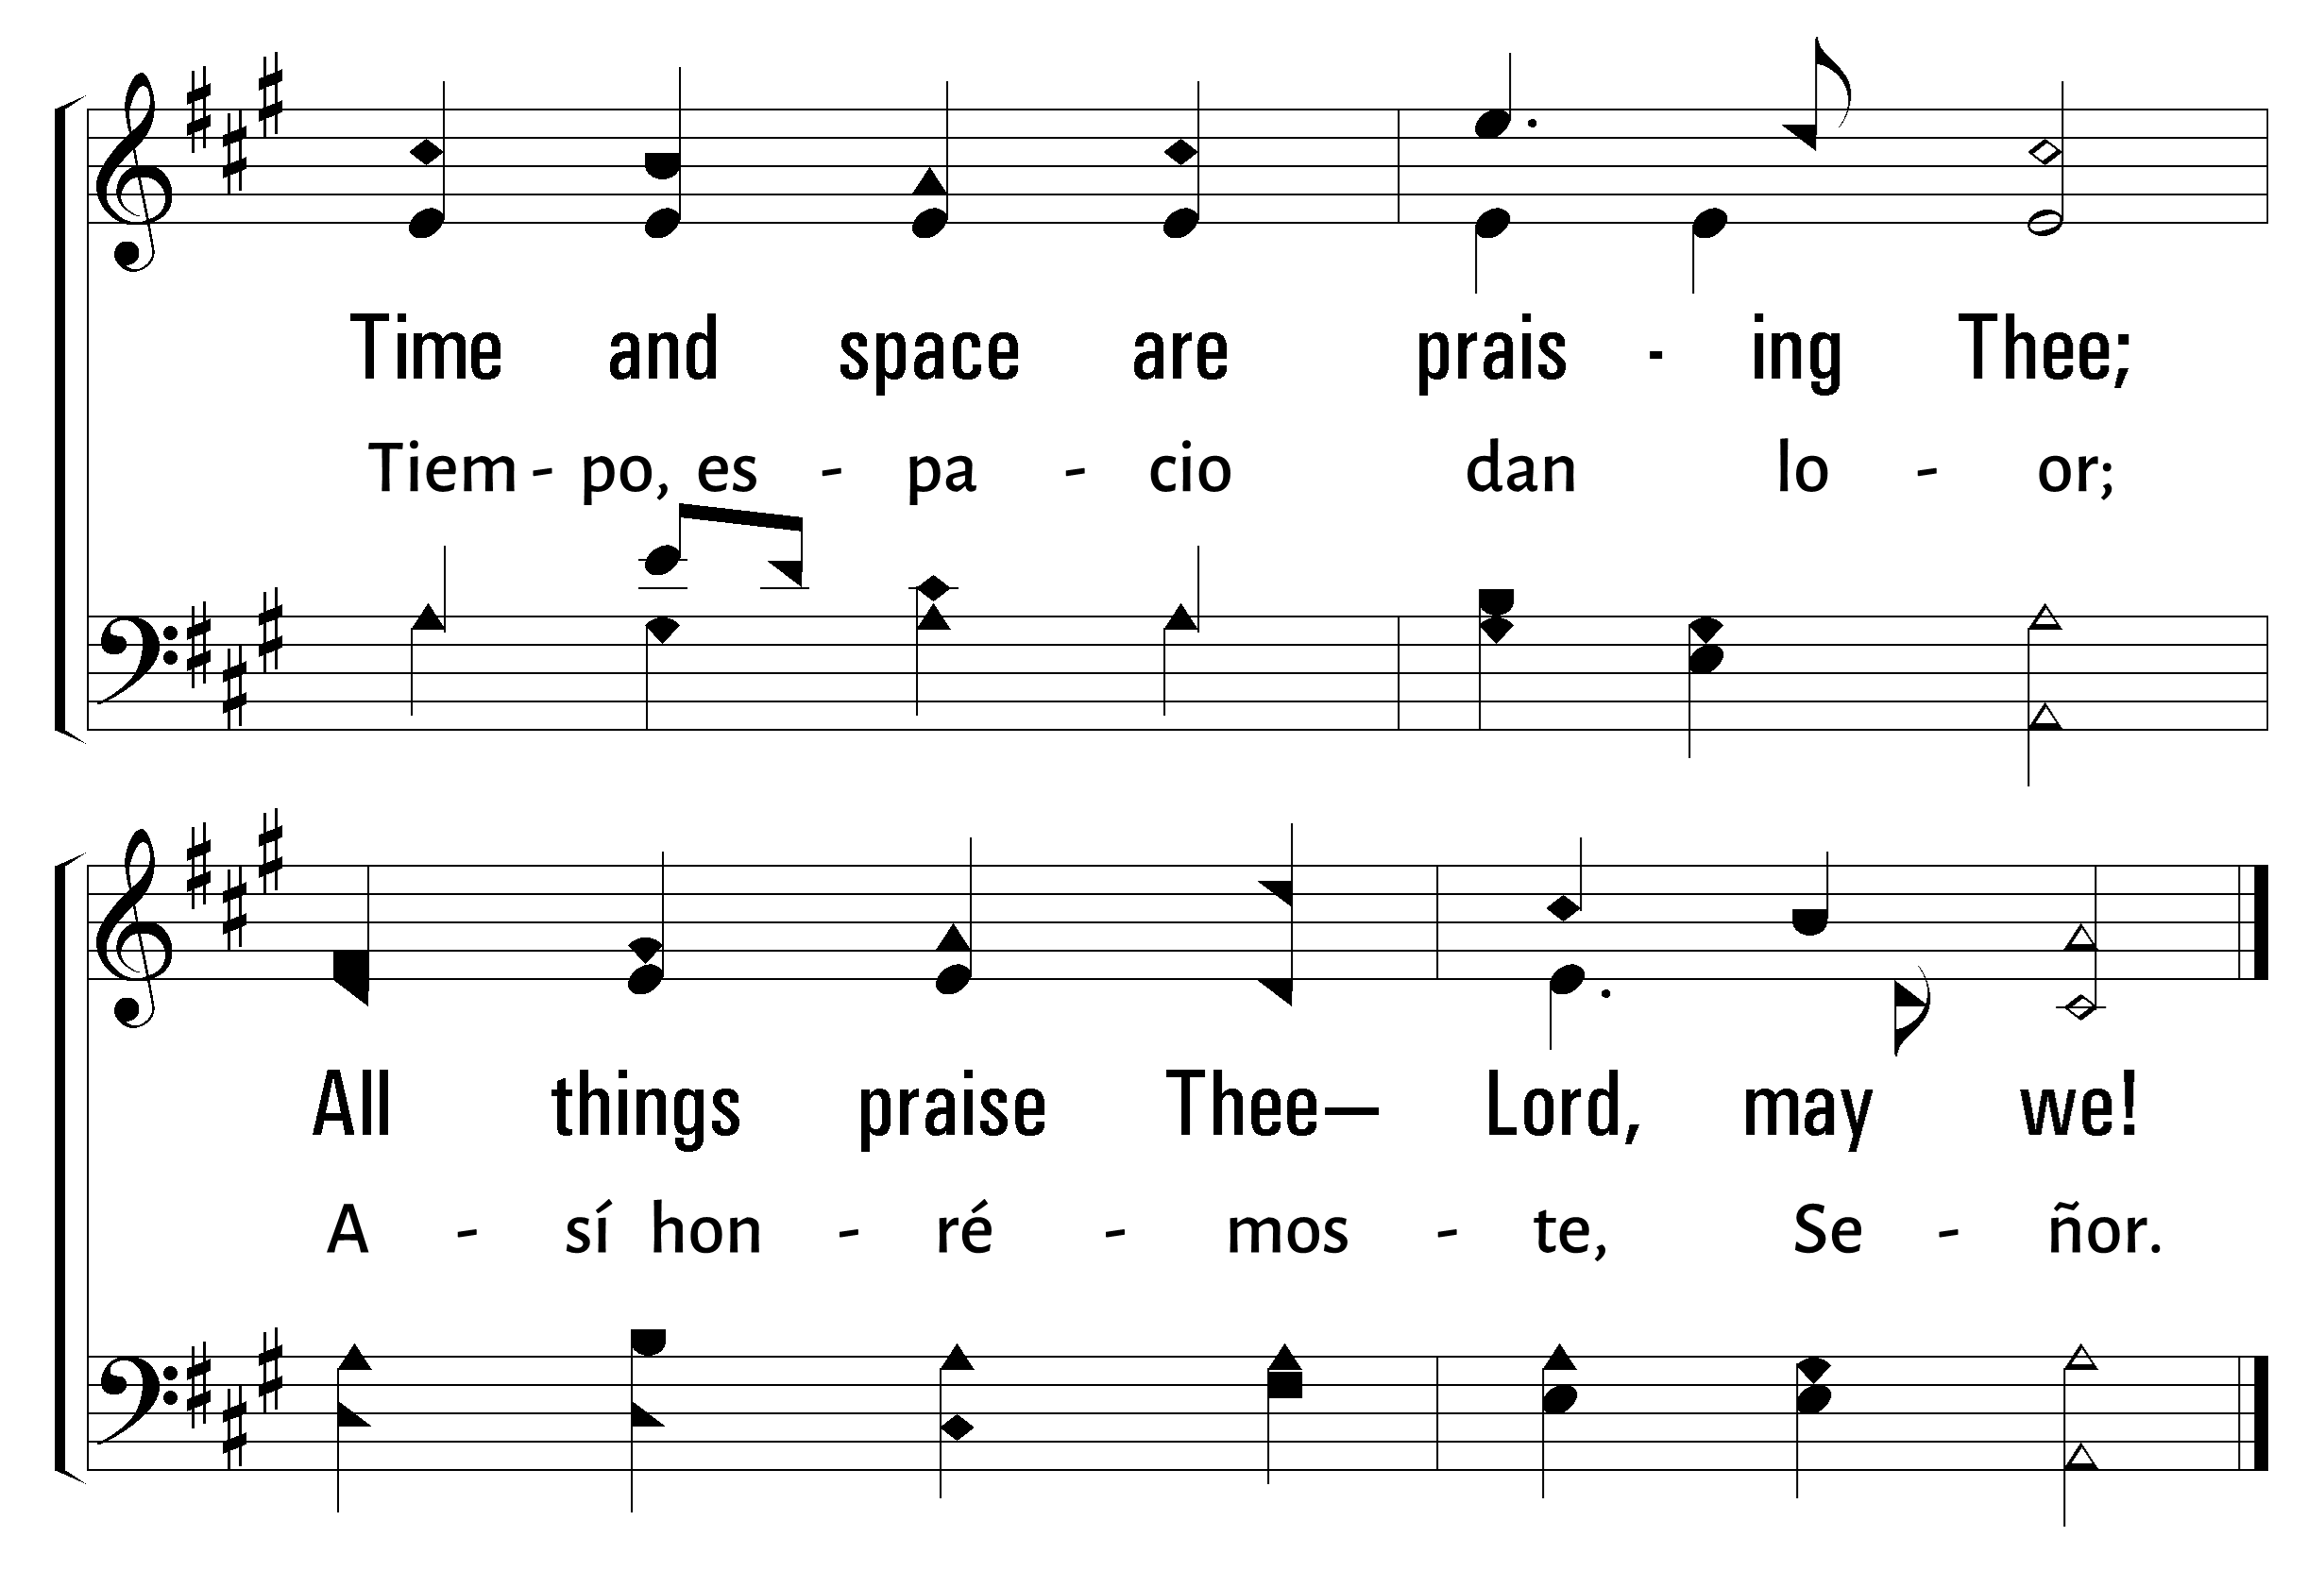 Time and space are prais - ing Thee;
Tiem - po, es - pa - cio dan lo - or;
All things praise Thee— Lord, may we!
A - sí hon - ré - mos - te, Se - ñor.